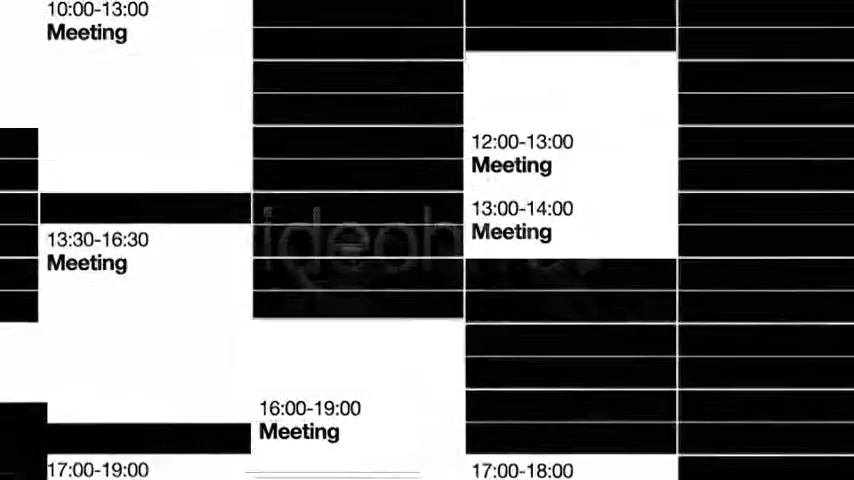 10:00-13:00
Meeting
13:30-16:30
Meeting
17:00-19:00
16:00-19:00
Meeting
12:00-13:00
Meeting
13:00-14:00
Meeting
17:00-18:00